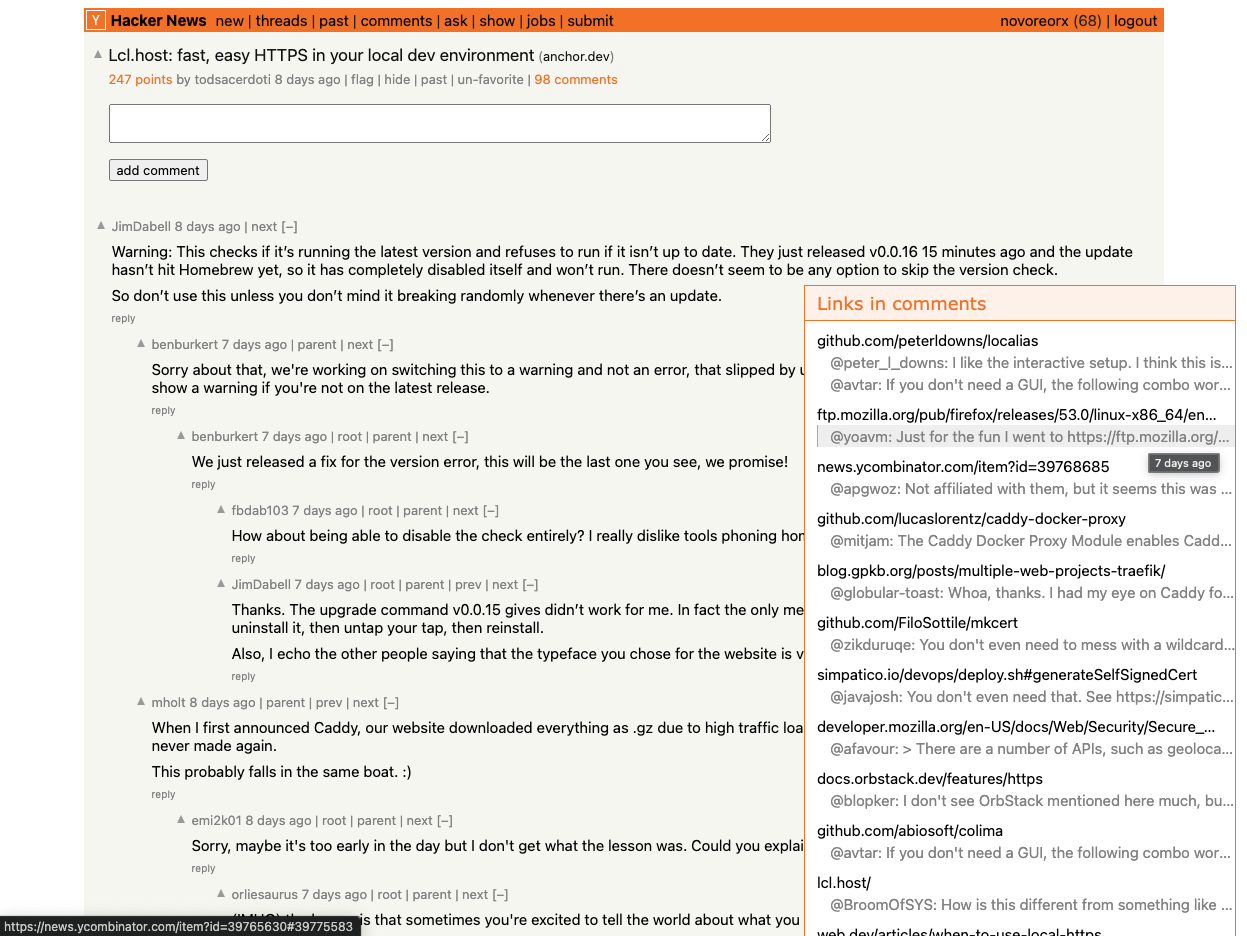 Y Hacker News new | threads | past | comments | ask | show | jobs | submit novoreorx (68) | logout
▲ Lcl.host: fast, easy HTTPS in your local dev environment (anchor.dev)
247 points by todsacerdoti 8 days ago | flag | hide | past | un-favorite | 98 comments
add comment
▲ JimDabell 8 days ago | next [–]
Warning: This checks if it’s running the latest version and refuses to run if it isn’t up to date. They just released v0.0.16 15 minutes ago and the update
hasn’t hit Homebrew yet, so it has completely disabled itself and won’t run. There doesn’t seem to be any option to skip the version check.
So don’t use this unless you don’t mind it breaking randomly whenever there’s an update.
reply
▲ benburkert 7 days ago | parent | next [–]
Sorry about that, we're working on switching this to a warning and not an error, that slipped by
show a warning if you're not on the latest release.
reply
▲ benburkert 7 days ago | root | parent | next [–]
We just released a fix for the version error, this will be the last one you see, we promise!
reply
▲ fbdab103 7 days ago | root | parent | next [–]
How about being able to disable the check entirely? I really dislike tools phoning
reply
▲ JimDabell 7 days ago | root | parent | prev | next [–]
Thanks. The upgrade command v0.0.15 gives didn’t work for me. In fact the only
uninstall it, then untap your tap, then reinstall.
Also, I echo the other people saying that the typeface you chose for the website is
reply
▲ mholt 8 days ago | parent | prev | next [–]
When I first announced Caddy, our website downloaded everything as .gz due to high traffic
never made again.
This probably falls in the same boat. :)
reply
▲ emi2k01 8 days ago | root | parent | next [–]
Sorry, maybe it's too early in the day but I don't get what the lesson was. Could you
reply
▲ orliesaurus 7 days ago | root | parent | next [–]
is that sometimes you're excited to tell the world about what you
https://news.ycombinator.com/item?id=39765630#39775583
Links in comments
github.com/peterldowns/localias
@peter_l_downs: I like the interactive setup. I think this is...
@avtar: If you don't need a GUI, the following combo wor...
ftp.mozilla.org/pub/firefox/releases/53.0/linux-x86_64/en...
@yoavm: Just for the fun I went to https://ftp.mozilla.org/...
7 days ago
news.ycombinator.com/item?id=39768685
@apgwoz: Not affiliated with them, but it seems this was ...
github.com/lucaslorentz/caddy-docker-proxy
@mitjam: The Caddy Docker Proxy Module enables Cadd...
blog.gpkb.org/posts/multiple-web-projects-traefik/
@globular-toast: Whoa, thanks. I had my eye on Caddy fo...
github.com/FiloSottile/mkcert
@zikduruqe: You don't even need to mess with a wildcard...
simpatico.io/devops/deploy.sh#generateSelfSignedCert
@javajosh: You don't even need that. See https://simpatic...
developer.mozilla.org/en-US/docs/Web/Security/Secure_...
@afavour: > There are a number of APIs, such as geoloca...
docs.orbstack.dev/features/https
@blopker: I don't see OrbStack mentioned here much, bu...
github.com/abiosoft/colima
@avtar: If you don't need a GUI, the following combo wor...
lcl.host/
@BroomOfSYS: How is this different from something like ...
web.dev/articles/when-to-use-local-https